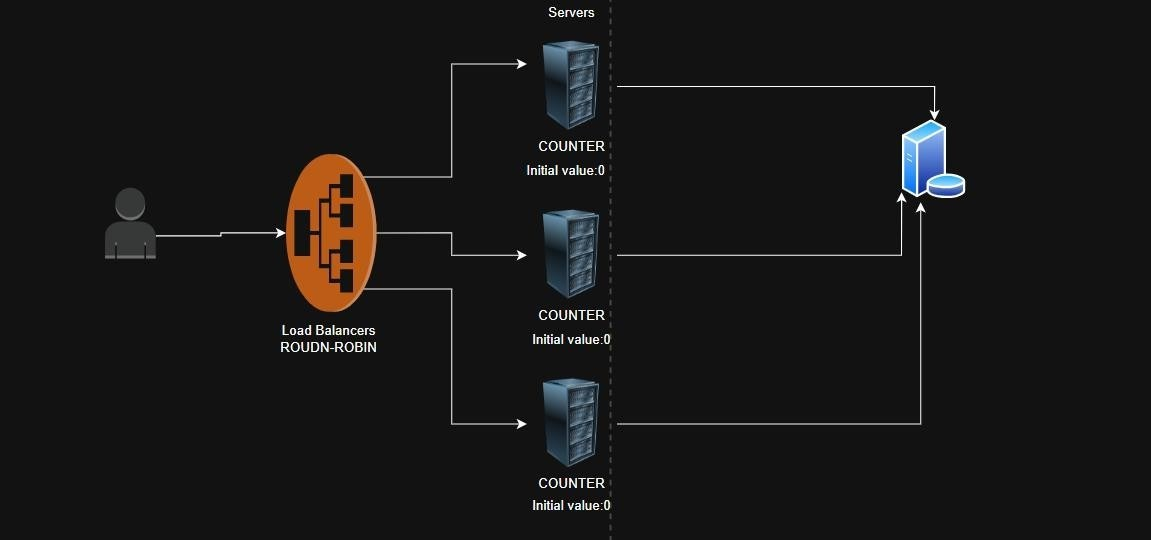 Servers
COUNTER
Initial value:0
Load Balancers
ROUDN-ROBIN
COUNTER
Initial value:0
COUNTER
Initial value:0